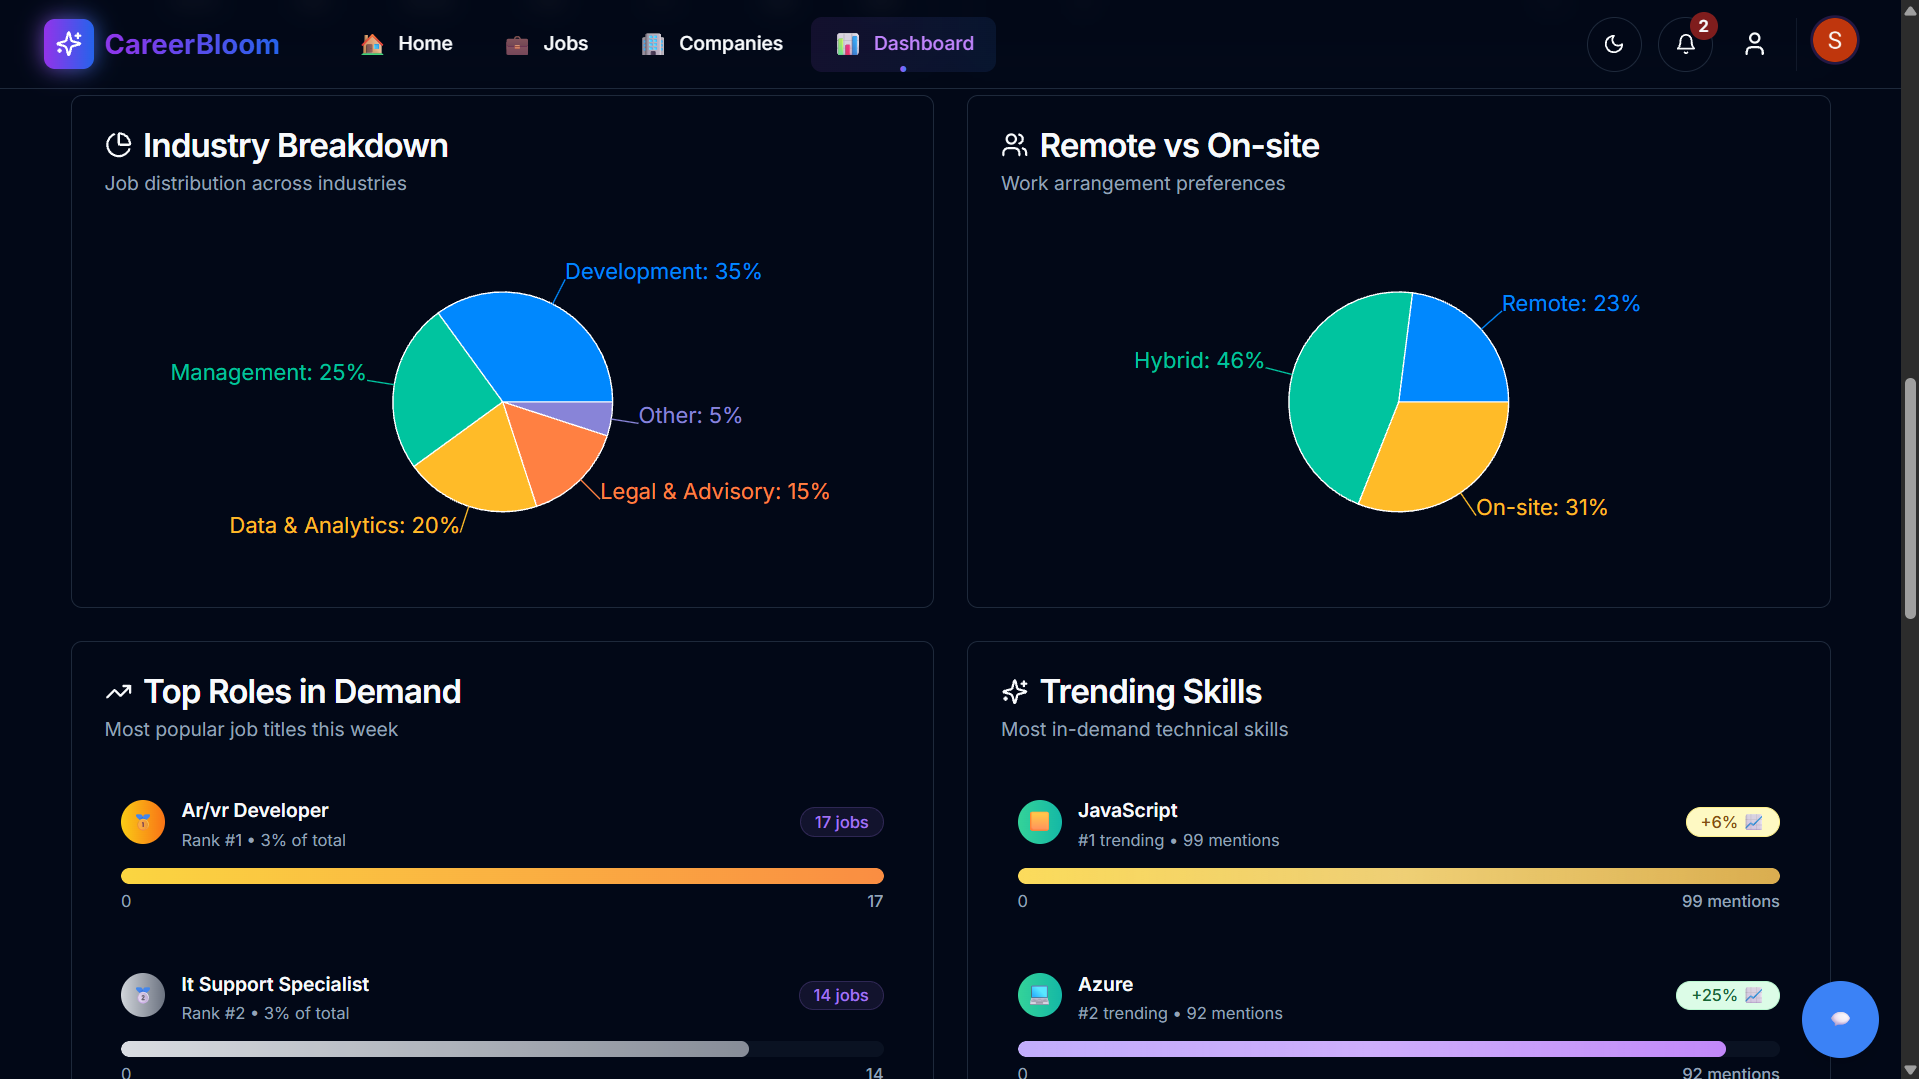 CareerBloom
Home
Jobs
Companies
Dashboard
2
S
Industry Breakdown
Job distribution across industries
Development: 35%
Management: 25%
Other: 5%
Legal & Advisory: 15%
Data & Analytics: 20%
Remote vs On-site
Work arrangement preferences
Remote: 23%
Hybrid: 46%
On-site: 31%
Top Roles in Demand
Most popular job titles this week
Ar/vr Developer
Rank #1 • 3% of total
17 jobs
0
17
It Support Specialist
Rank #2 • 3% of total
14 jobs
0
14
Trending Skills
Most in-demand technical skills
JavaScript
#1 trending • 99 mentions
+6%
0
99 mentions
Azure
#2 trending • 92 mentions
+25%
0
92 mentions